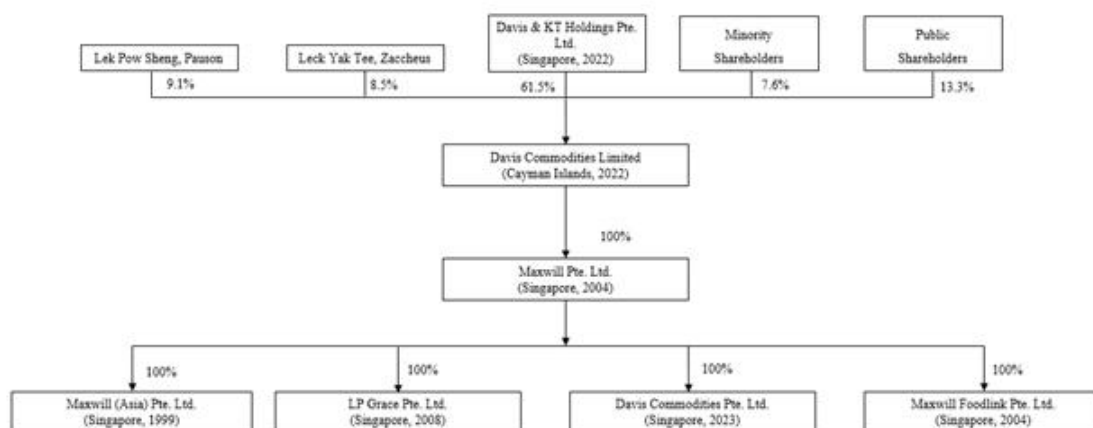 Davis & KT Holdings Pte.
Ltd.
(Singapore, 2022)
Minority
Shareholders
Public
Shareholders
Lek Pow Sheng, Pauson
Leck Yak Tee, Zaccheus
9.1%
8.5%
61.5%
7.6%
13.3%
Davis Commodities Limited
(Cayman Islands, 2022)
100%
Maxwill Pte. Ltd.
(Singapore, 2004)
100%
100%
100%
100%
Maxwill (Asia) Pte. Ltd.
(Singapore, 1999)
LP Grace Pte. Ltd.
(Singapore, 2008)
Davis Commodities Pte. Ltd.
(Singapore, 2023)
Maxwill Foodlink Pte. Ltd.
(Singapore, 2004)